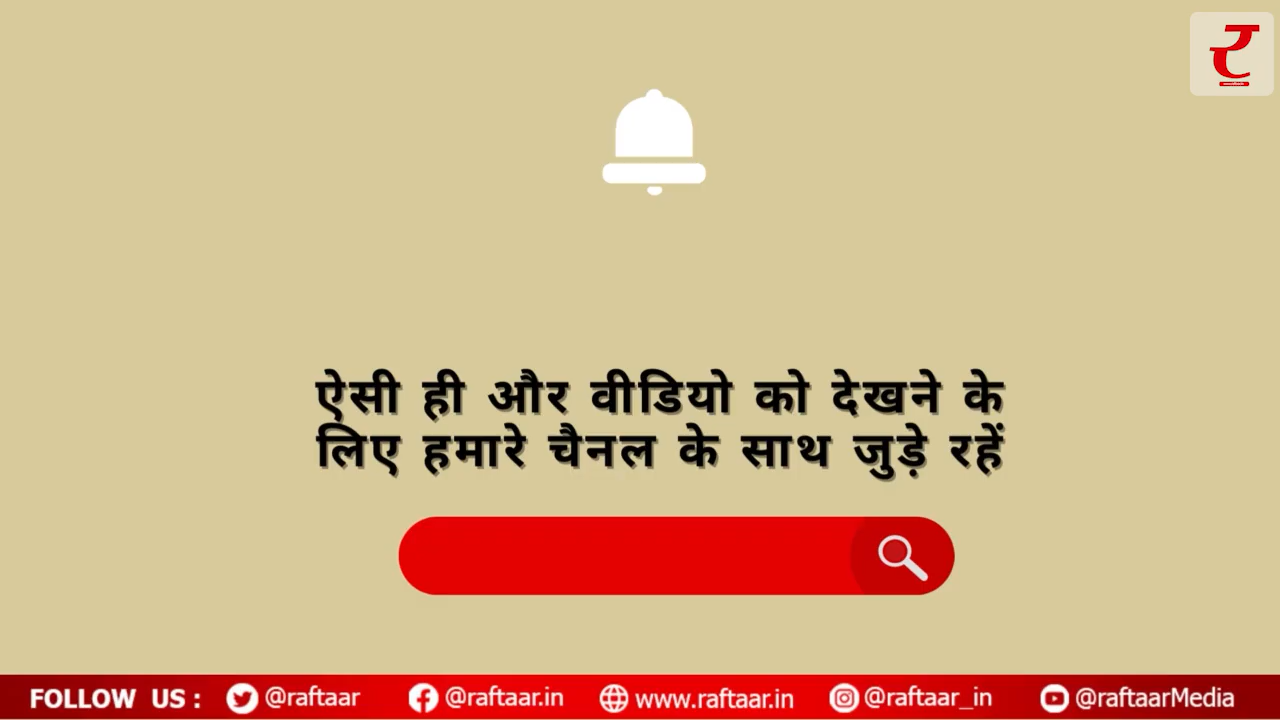 ऐसी ही और वीडियो को देखने के
लिए हमारे चैनल के साथ जुड़े रहें
FOLLOW US : @raftaar @raftaar.in www.raftaar.in @raftaar_in @raftaarMedia